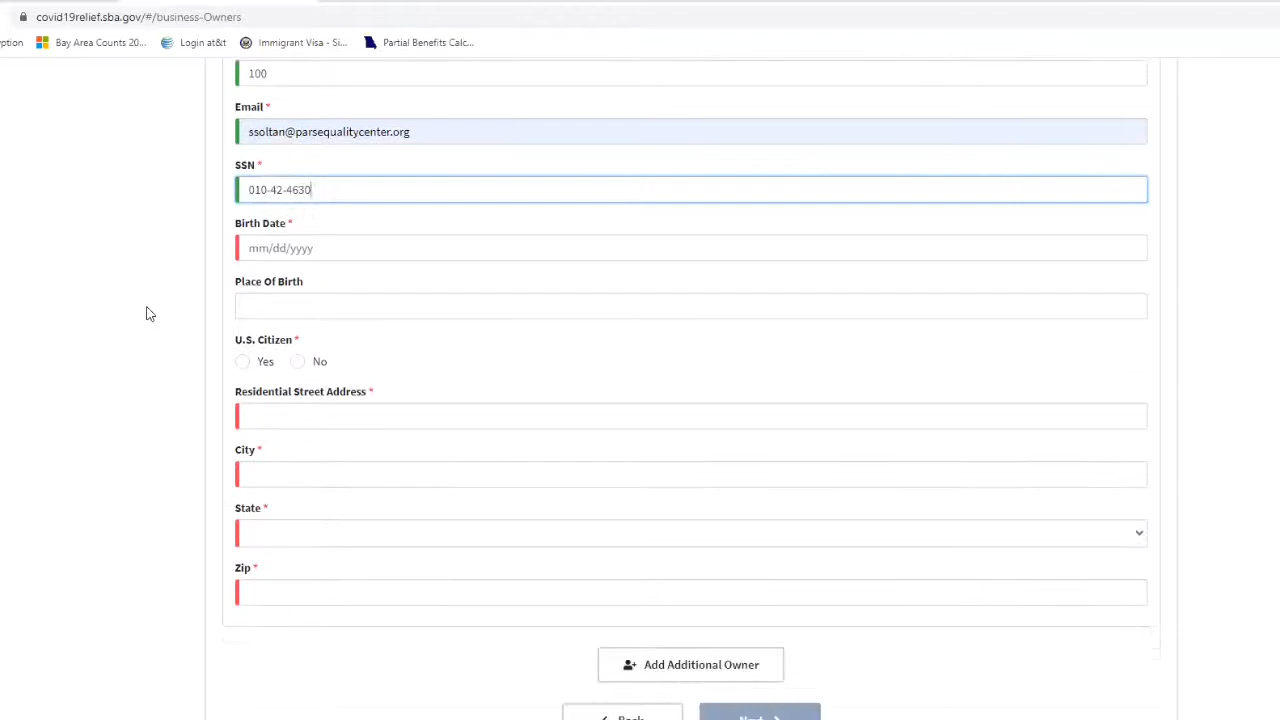 covid19relief.sba.gov/#/business-Owners
ption Bay Area Counts 20... Login at&t Immigrant Visa - Si... Partial Benefits Calc...
100
Email *
ssoltan@parsequalitycenter.org
SSN *
010-42-4630
Birth Date *
mm/dd/yyyy
Place Of Birth
U.S. Citizen *
Yes No
Residential Street Address *
City *
State *
Zip *
Add Additional Owner
Back Next